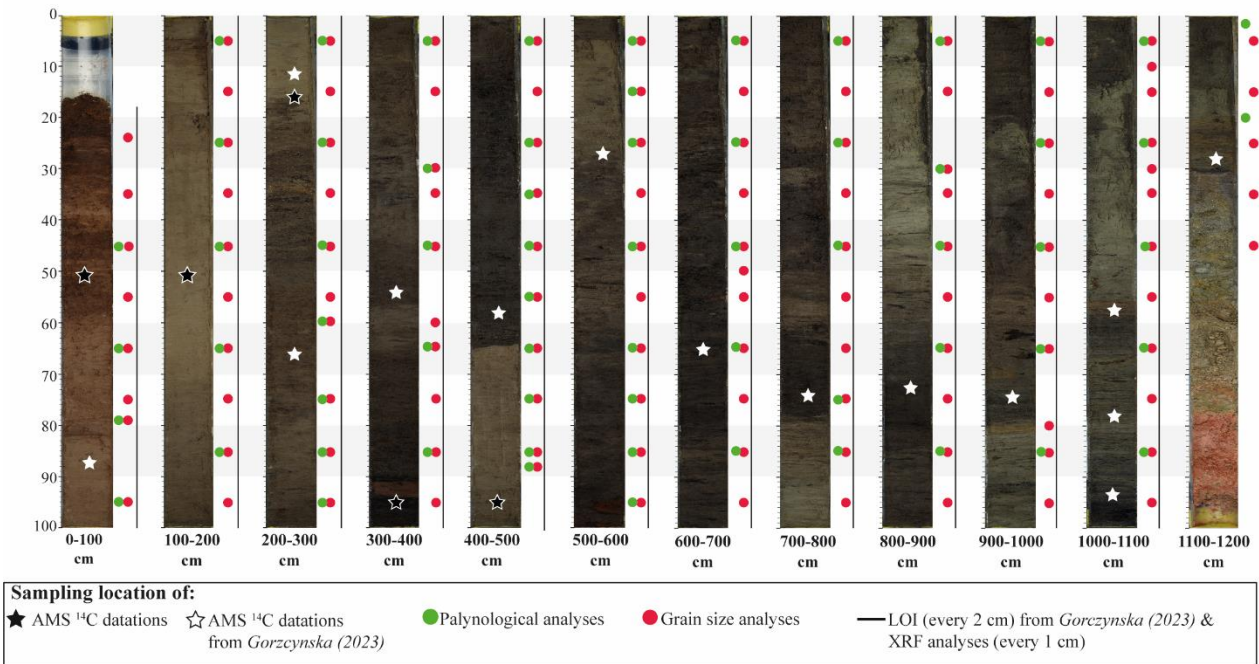 0
10
20
30
40
50
60
70
80
90
100
0-100 100-200 200-300 300-400 400-500 500-600 600-700 700-800 800-900 900-1000 1000-1100 1100-1200
cm cm cm cm cm cm cm cm cm cm cm cm
Sampling location of:
AMS ¹⁴C datations
AMS ¹⁴C datations
from Gorzcynska (2023)
Palynological analyses
Grain size analyses
LOI (every 2 cm) from Gorczynska (2023) &
XRF analyses (every 1 cm)